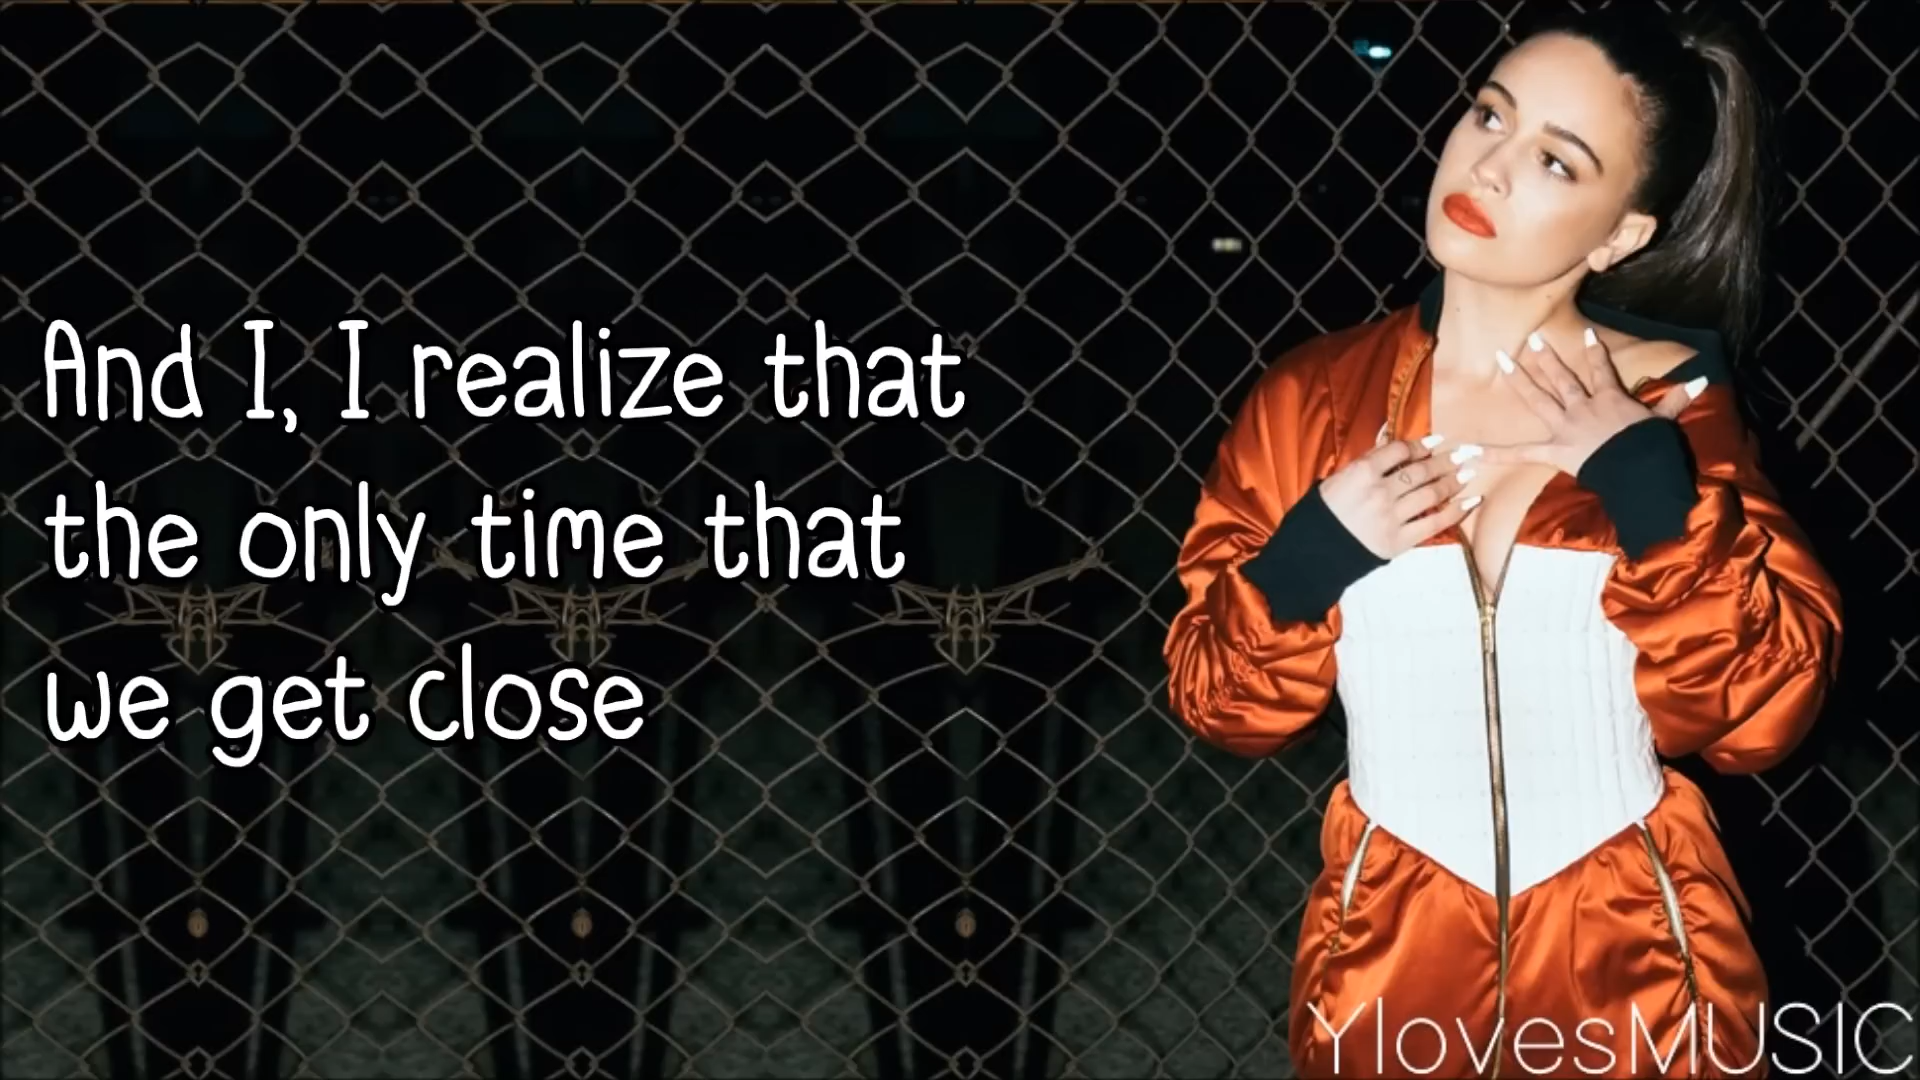 And I, I realize that
the only time that
we get close
YlovesMUSIC